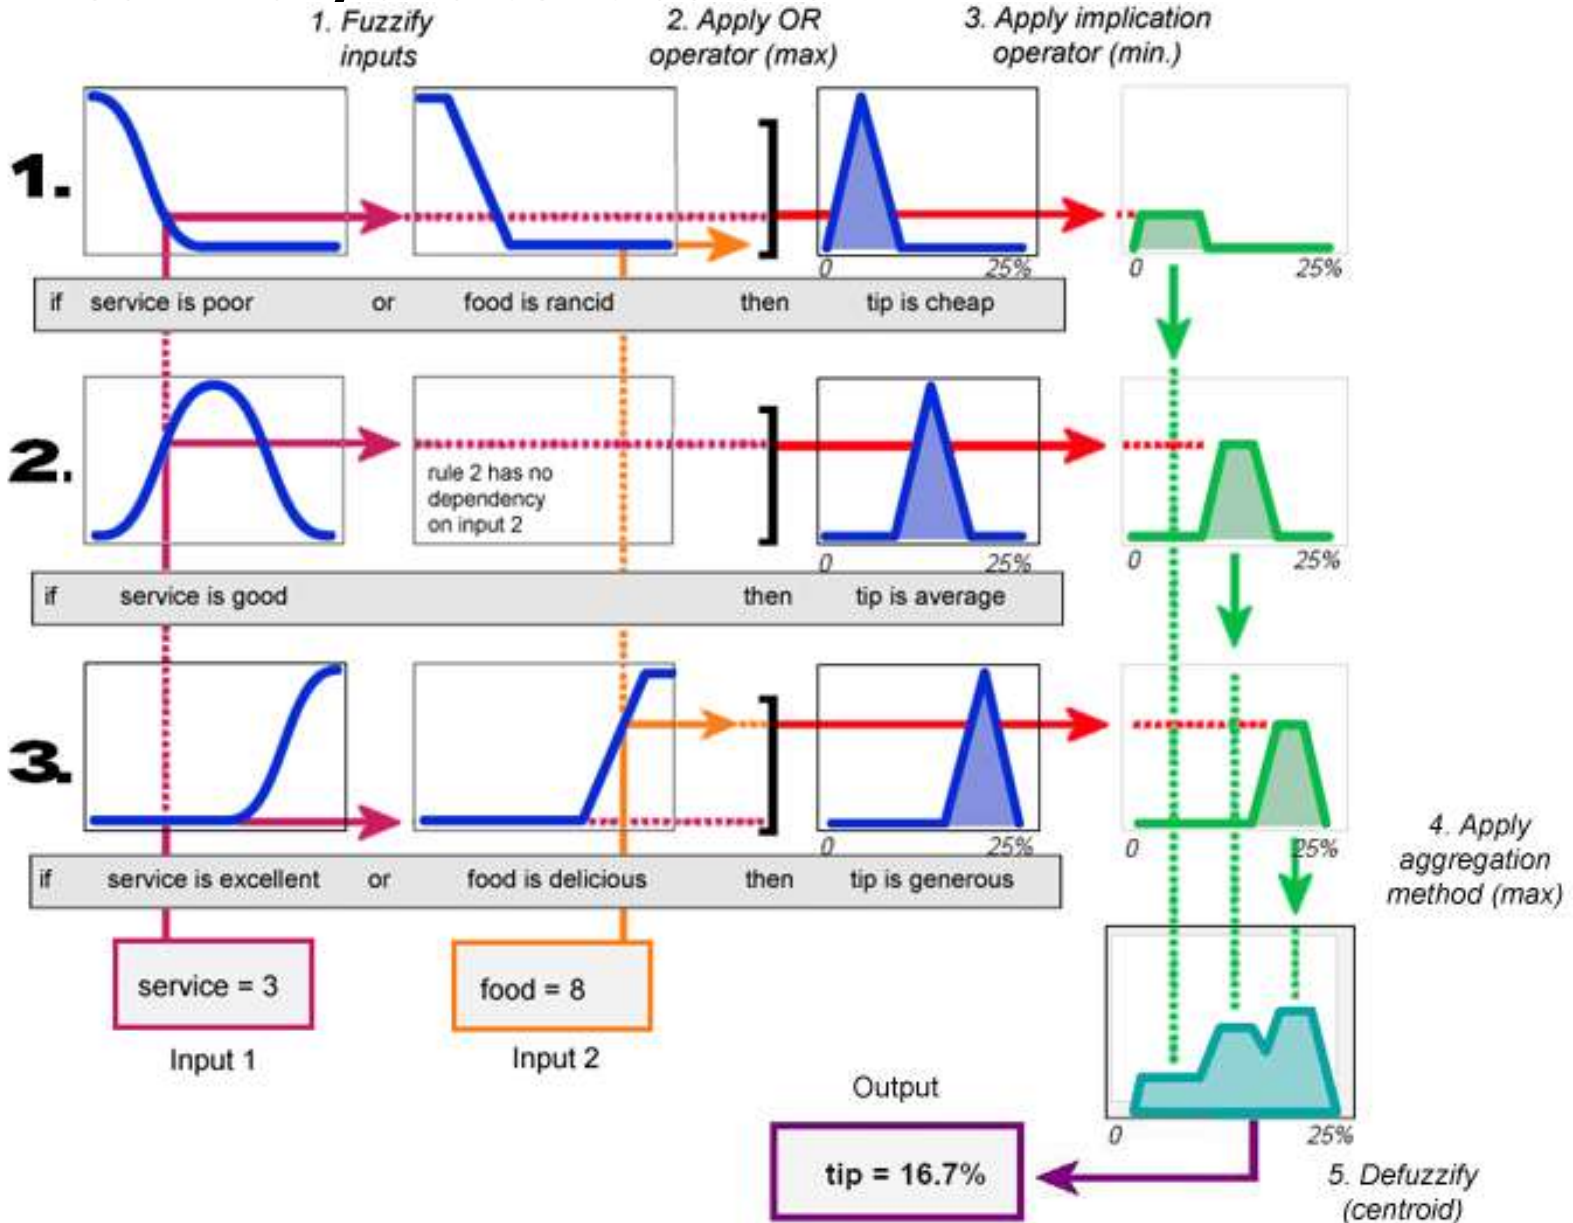 1. Fuzzify
inputs
2. Apply OR
operator (max)
3. Apply implication
operator (min.)
1.
0 25%
0 25%
if service is poor or food is rancid then tip is cheap
2.
rule 2 has no
dependency
on input 2
0 25%
0 25%
if service is good then tip is average
3.
0 25%
0 25%
if service is excellent or food is delicious then tip is generous
4. Apply
aggregation
method (max)
service = 3
food = 8
Input 1
Input 2
0 25%
Output
tip = 16.7%
5. Defuzzify
(centroid)